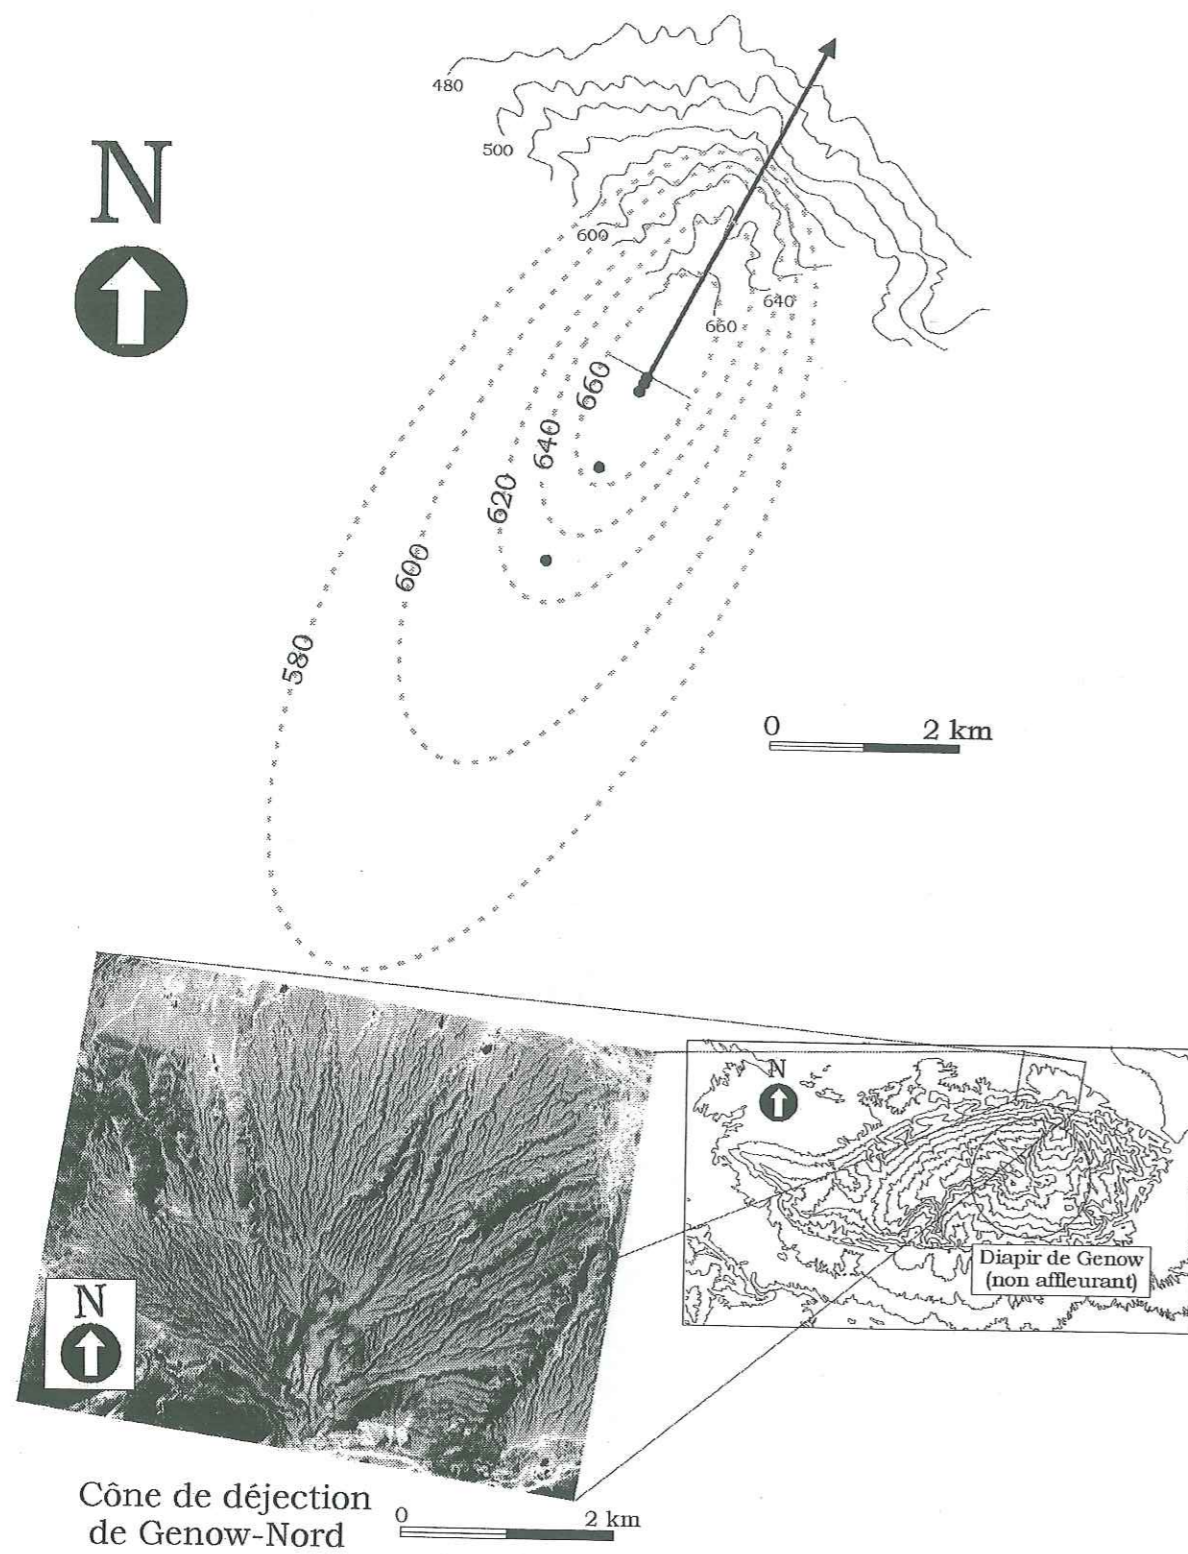 480
N
500
600
640
660
660
640
620
600
580
0 2 km
N
Diapir de Genow
(non affleurant)
N
Cône de déjection
de Genow-Nord
0 2 km